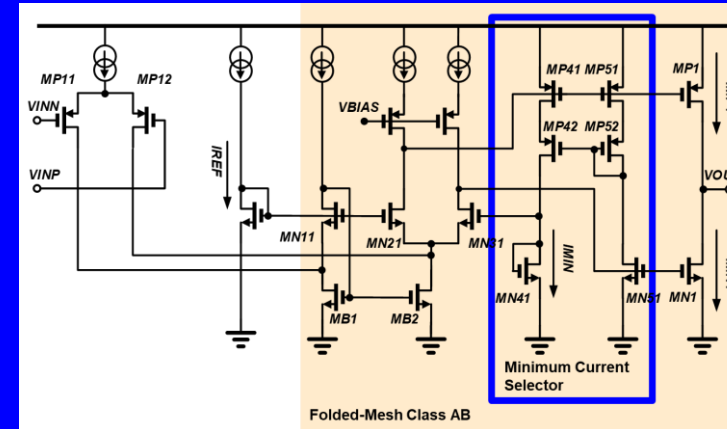 MP11
MP12
VINN
VINP
IREF
VBIAS
MP41
MP51
MP1
MP42
MP52
MN11
MN21
MN31
IMIN
MN41
MN51
MN1
MB1
MB2
Minimum Current
Selector
Folded-Mesh Class AB